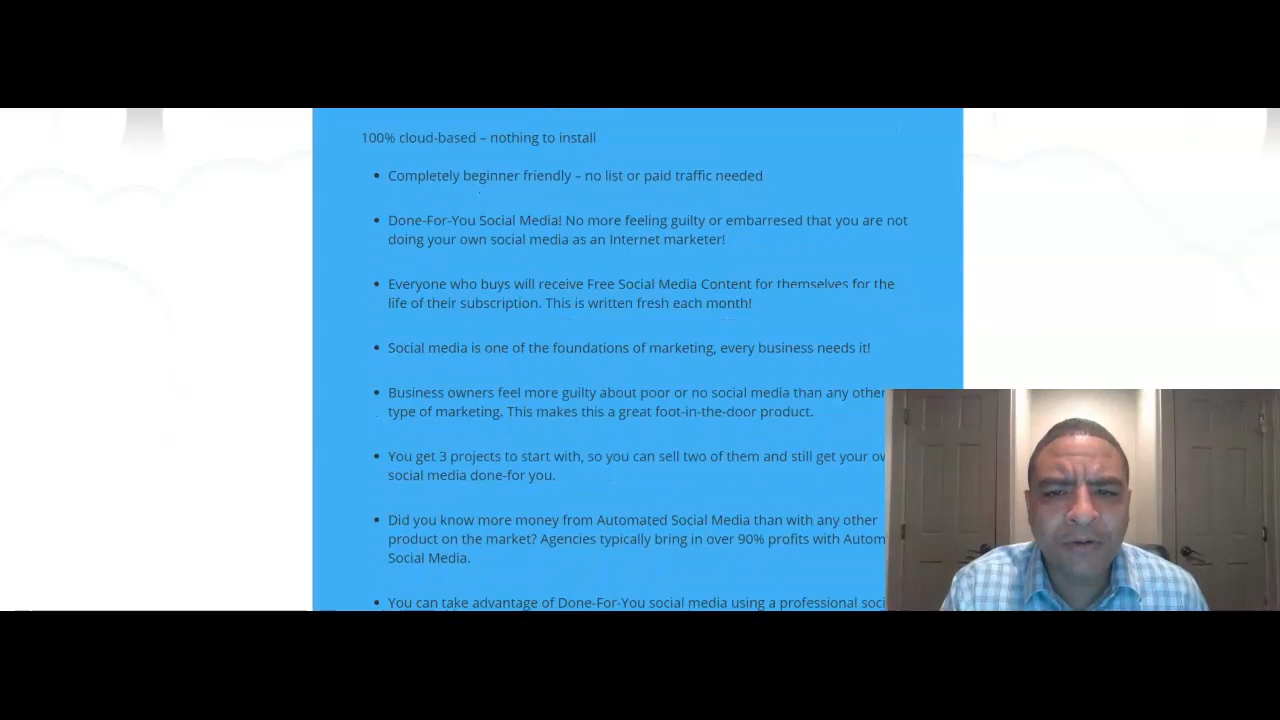 100% cloud-based – nothing to install
Completely beginner friendly – no list or paid traffic needed
Done-For-You Social Media! No more feeling guilty or embarresed that you are not
doing your own social media as an Internet marketer!
Everyone who buys will receive Free Social Media Content for themselves for the
life of their subscription. This is written fresh each month!
Social media is one of the foundations of marketing, every business needs it!
Business owners feel more guilty about poor or no social media than any other
type of marketing. This makes this a great foot-in-the-door product.
You get 3 projects to start with, so you can sell two of them and still get your
social media done-for you.
Did you know more money from Automated Social Media than with any other
product on the market? Agencies typically bring in over 90% profits with
Social Media.
You can take advantage of Done-For-You social media using a professional